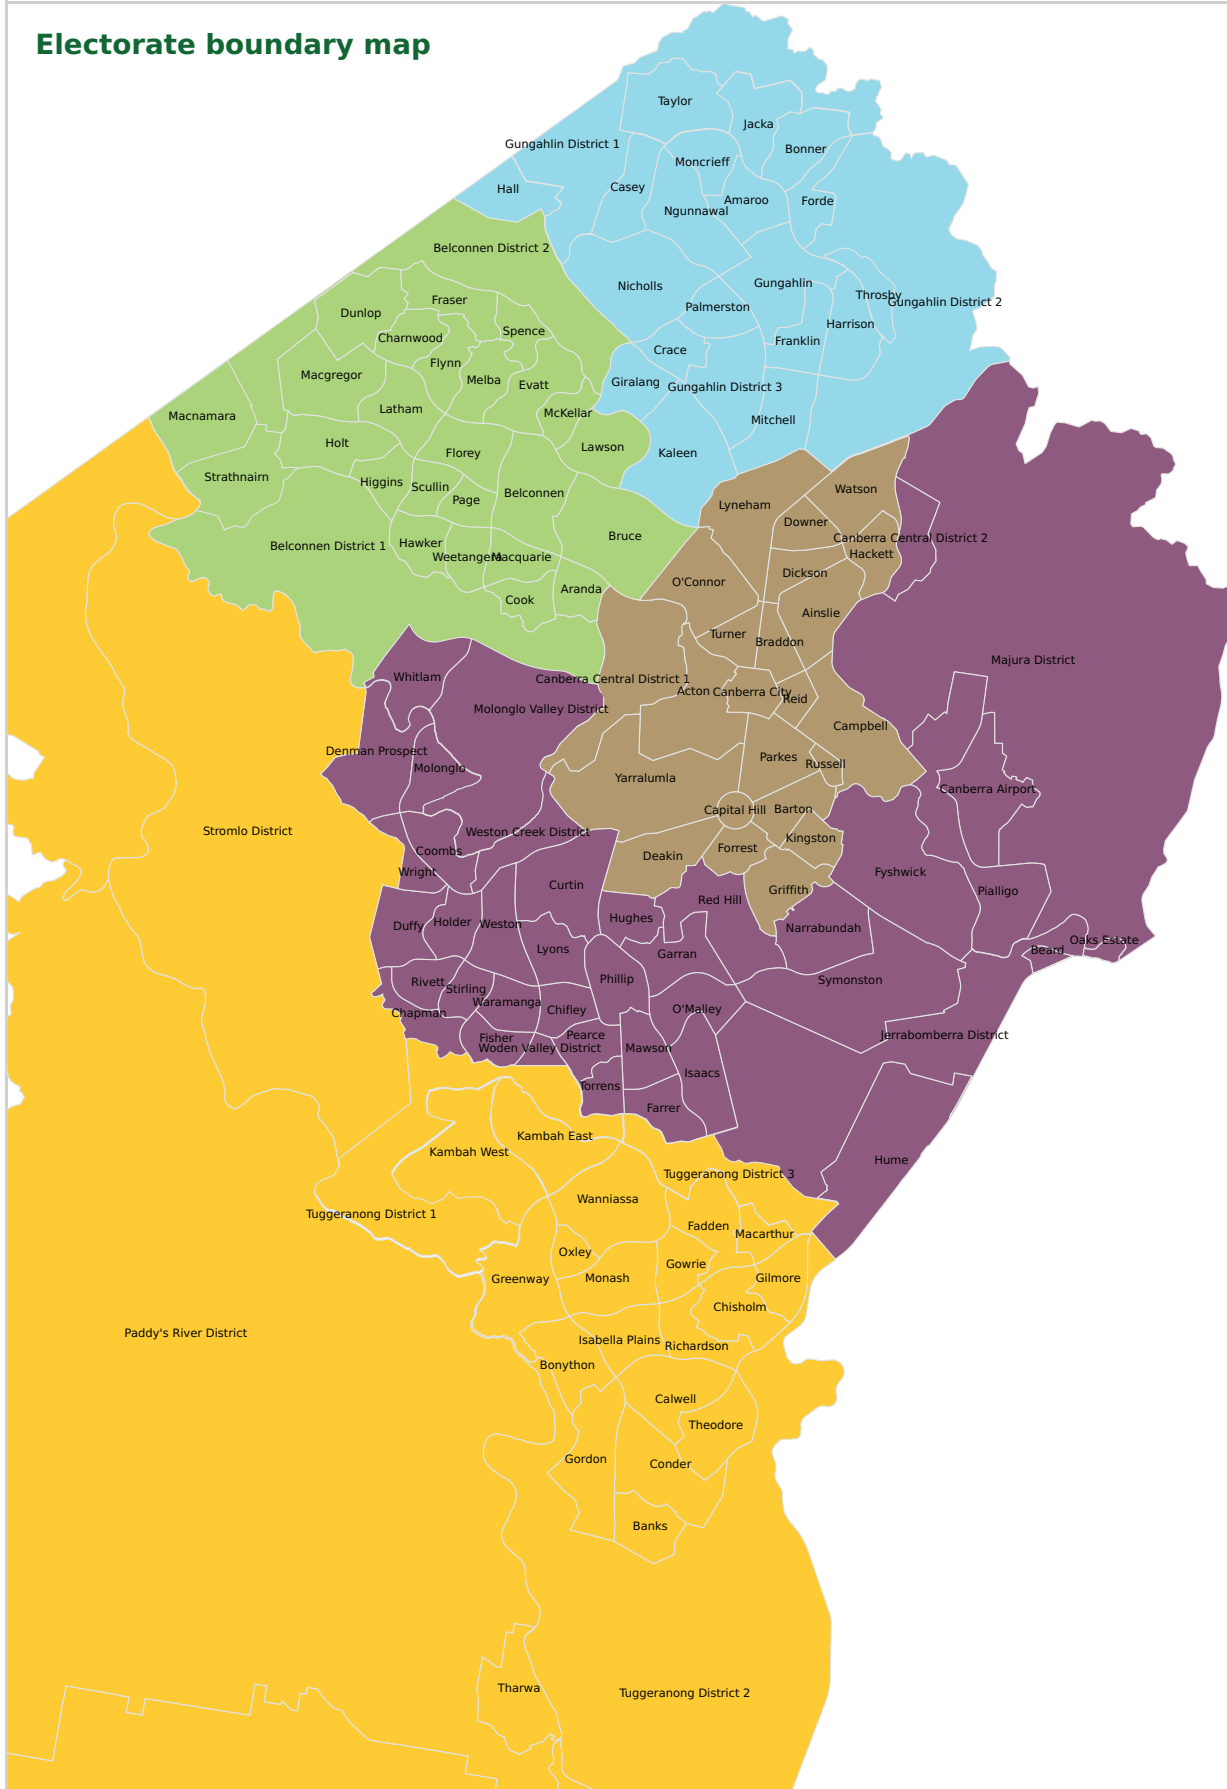 Electorate boundary map
Taylor
Jacka
Gungahlin District 1
Bonner
Moncrieff
Hall
Casey
Amaroo
Forde
Ngunnawal
Belconnen District 2
Nicholls
Gungahlin
Throsby
Gungahlin District 2
Fraser
Palmerston
Dunlop
Harrison
Spence
Charnwood
Franklin
Crace
Flynn
Macgregor
Melba
Evatt
Giralang
Gungahlin District 3
Latham
McKellar
Macnamara
Mitchell
Holt
Lawson
Florey
Kaleen
Strathnairn
Higgins
Scullin
Watson
Belconnen
Page
Lyneham
Downer
Bruce
Canberra Central District 2
Hawker
Belconnen District 1
Weetangera
Macquarie
Hackett
Dickson
O'Connor
Aranda
Cook
Ainslie
Turner
Braddon
Majura District
Whitlam
Canberra Central District 1
Acton
Canberra City
Reid
Molonglo Valley District
Campbell
Denman Prospect
Parkes
Russell
Molonglo
Yarralumla
Canberra Airport
Capital Hill
Barton
Stromlo District
Weston Creek District
Kingston
Coombs
Forrest
Deakin
Wright
Fyshwick
Curtin
Griffith
Pialligo
Red Hill
Hughes
Holder
Weston
Duffy
Narrabundah
Oaks Estate
Lyons
Beard
Garran
Phillip
Symonston
Rivett
Stirling
Waramanga
Chifley
O'Malley
Chapman
Pearce
Jerrabomberra District
Fisher
Woden Valley District
Mawson
Isaacs
Torrens
Farrer
Kambah East
Kambah West
Hume
Tuggeranong District 3
Wanniassa
Tuggeranong District 1
Fadden
Macarthur
Oxley
Gowrie
Greenway
Monash
Gilmore
Chisholm
Paddy's River District
Isabella Plains
Richardson
Bonython
Calwell
Theodore
Gordon
Conder
Banks
Tharwa
Tuggeranong District 2